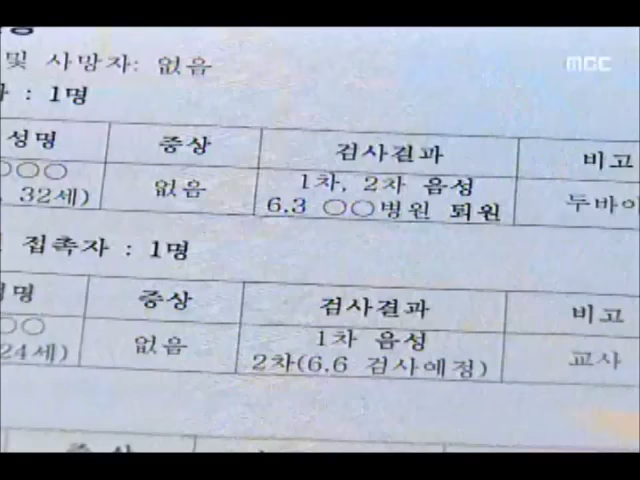 및 사망자: 없음
MBC
: 1명
성명 증상 검사결과 비고
○○○ 없음 1차, 2차 음성 두바이
32세) 6.3 ○○병원 퇴원
접촉자 : 1명
성명 증상 검사결과 비고
○○ 없음 1차 음성 교사
24세) 2차(6.6 검사예정)